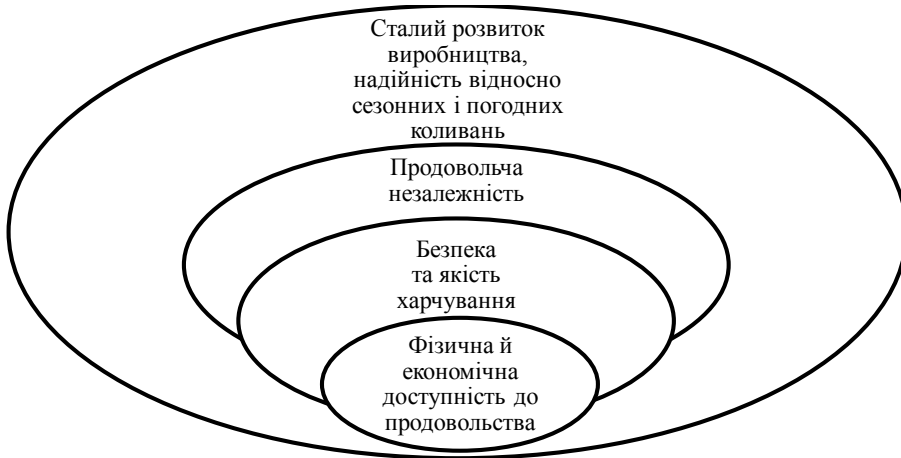 Сталий розвиток
виробництва,
надійність відносно
сезонних і погодних
коливань
Продовольча
незалежність
Безпека
та якість
харчування
Фізична й
економічна
доступність до
продовольства